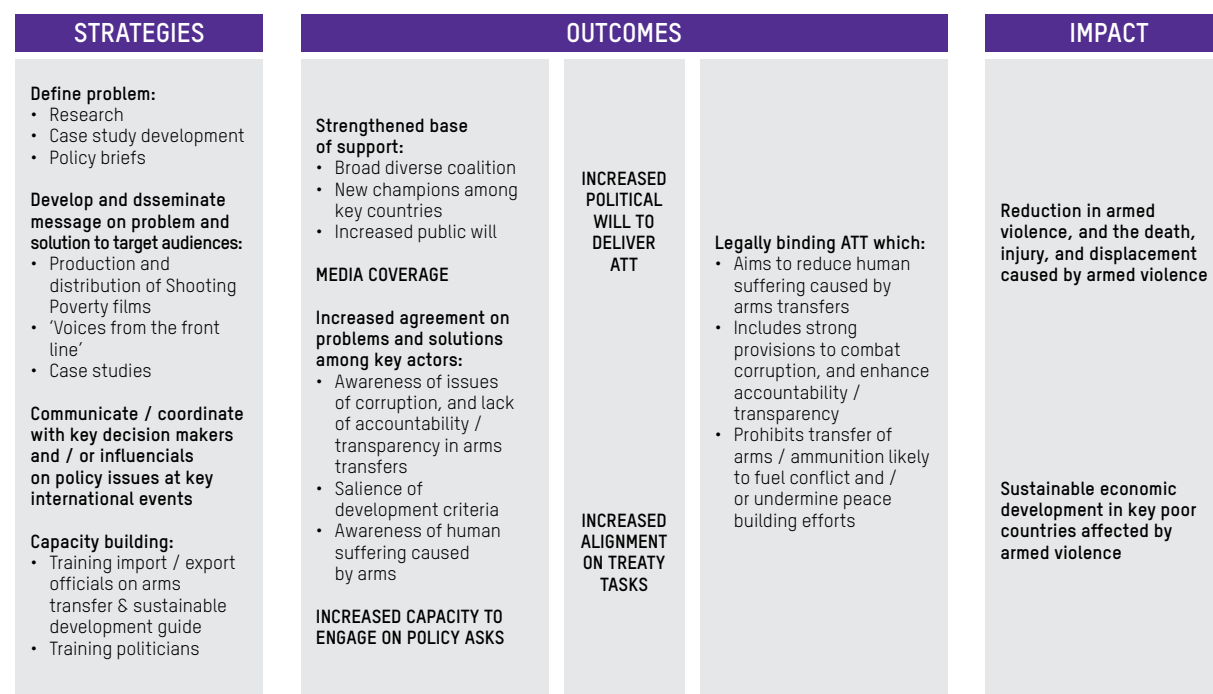 STRATEGIES
Define problem:
• Research
• Case study development
• Policy briefs
Develop and dsseminate
message on problem and
solution to target audiences:
• Production and
distribution of Shooting
Poverty films
• ‘Voices from the front
line’
• Case studies
Communicate / coordinate
with key decision makers
and / or influencials
on policy issues at key
international events
Capacity building:
• Training import / export
officials on arms
transfer & sustainable
development guide
• Training politicians
OUTCOMES
Strengthened base
of support:
• Broad diverse coalition
• New champions among
key countries
• Increased public will
MEDIA COVERAGE
Increased agreement on
problems and solutions
among key actors:
• Awareness of issues
of corruption, and lack
of accountability /
transparency in arms
transfers
• Salience of
development criteria
• Awareness of human
suffering caused
by arms
INCREASED CAPACITY TO
ENGAGE ON POLICY ASKS
INCREASED
POLITICAL
WILL TO
DELIVER
ATT
INCREASED
ALIGNMENT
ON TREATY
TASKS
Legally binding ATT which:
• Aims to reduce human
suffering caused by
arms transfers
• Includes strong
provisions to combat
corruption, and enhance
accountability /
transparency
• Prohibits transfer of
arms / ammunition likely
to fuel conflict and /
or undermine peace
building efforts
IMPACT
Reduction in armed
violence, and the death,
injury, and displacement
caused by armed violence
Sustainable economic
development in key poor
countries affected by
armed violence